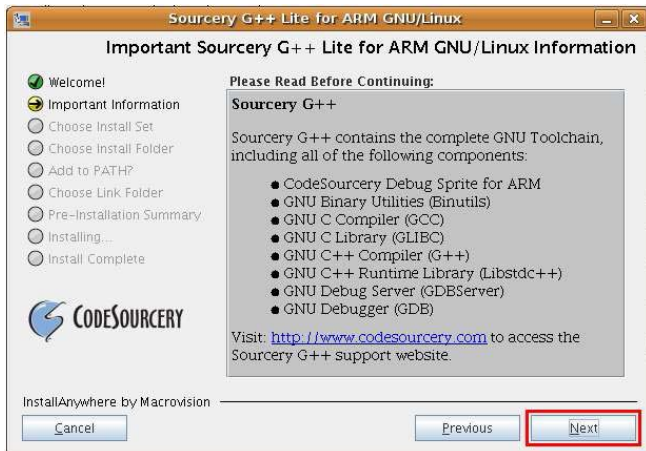 Sourcery G++ Lite for ARM GNU/Linux
Important Sourcery G++ Lite for ARM GNU/Linux Information
Welcome!
Important Information
Choose Install Set
Choose Install Folder
Add to PATH?
Choose Link Folder
Pre-Installation Summary
Installing...
Install Complete
CODESOURCERY
Please Read Before Continuing:
Sourcery G++
Sourcery G++ contains the complete GNU Toolchain,
including all of the following components:
● CodeSourcery Debug Sprite for ARM
● GNU Binary Utilities (Binutils)
● GNU C Compiler (GCC)
● GNU C Library (GLIBC)
● GNU C++ Compiler (G++)
● GNU C++ Runtime Library (Libstdc++)
● GNU Debug Server (GDBServer)
● GNU Debugger (GDB)
Visit: http://www.codesourcery.com to access the
Sourcery G++ support website.
InstallAnywhere by Macrovision
Cancel
Previous
Next